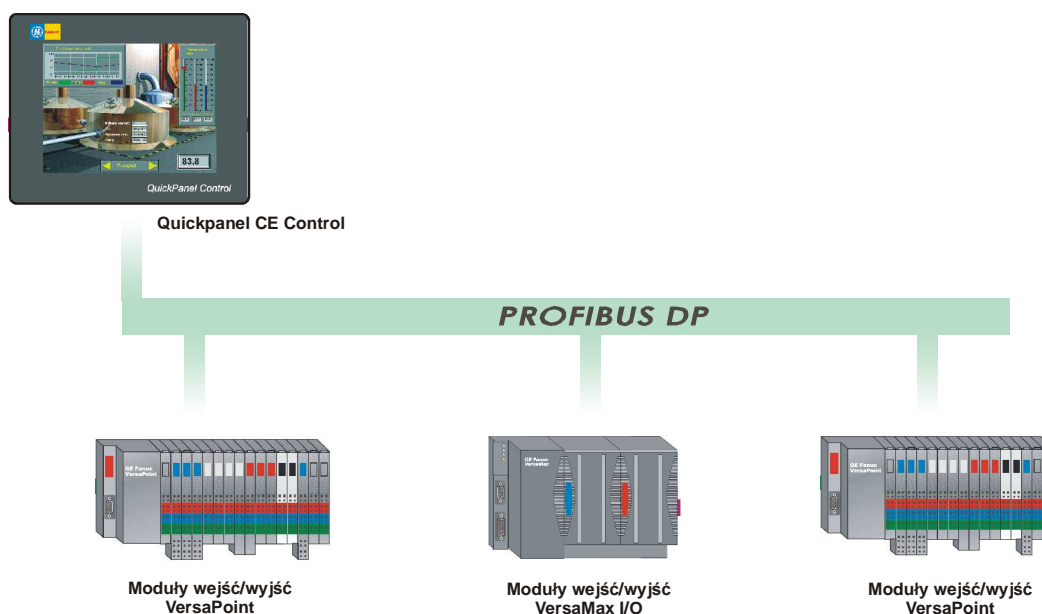 83.8
QuickPanel Control
Quickpanel CE Control
PROFIBUS DP
GE Fanuc
VersaPoint
GE Fanuc
VersaMax
GE Fanuc
VersaPoint
Moduły wejść/wyjść
VersaPoint
Moduły wejść/wyjść
VersaMax I/O
Moduły wejść/wyjść
VersaPoint